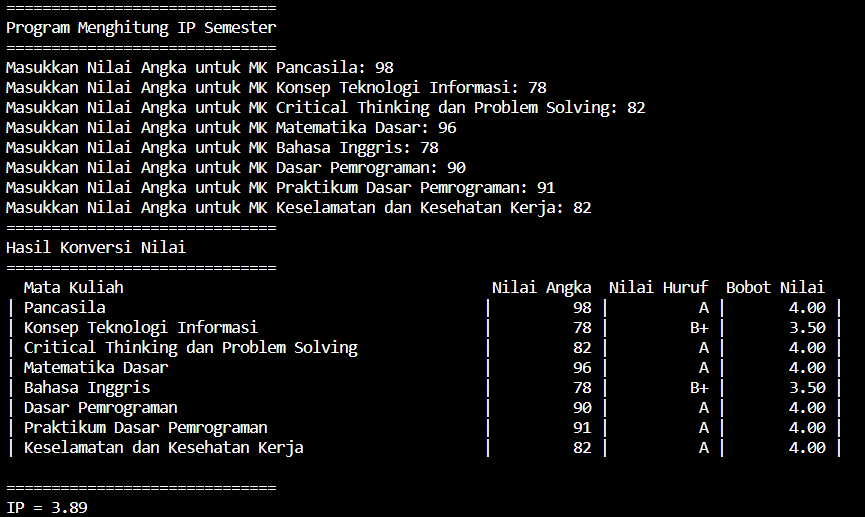 ==============================
Program Menghitung IP Semester
==============================
Masukkan Nilai Angka untuk MK Pancasila: 98
Masukkan Nilai Angka untuk MK Konsep Teknologi Informasi: 78
Masukkan Nilai Angka untuk MK Critical Thinking dan Problem Solving: 82
Masukkan Nilai Angka untuk MK Matematika Dasar: 96
Masukkan Nilai Angka untuk MK Bahasa Inggris: 78
Masukkan Nilai Angka untuk MK Dasar Pemrograman: 90
Masukkan Nilai Angka untuk MK Praktikum Dasar Pemrograman: 91
Masukkan Nilai Angka untuk MK Keselamatan dan Kesehatan Kerja: 82
==============================
Hasil Konversi Nilai
==============================
  Mata Kuliah                                         Nilai Angka  Nilai Huruf  Bobot Nilai
| Pancasila                                          |         98 |          A |       4.00 |
| Konsep Teknologi Informasi                         |         78 |         B+ |       3.50 |
| Critical Thinking dan Problem Solving              |         82 |          A |       4.00 |
| Matematika Dasar                                   |         96 |          A |       4.00 |
| Bahasa Inggris                                     |         78 |         B+ |       3.50 |
| Dasar Pemrograman                                  |         90 |          A |       4.00 |
| Praktikum Dasar Pemrograman                        |         91 |          A |       4.00 |
| Keselamatan dan Kesehatan Kerja                    |         82 |          A |       4.00 |
==============================
IP = 3.89